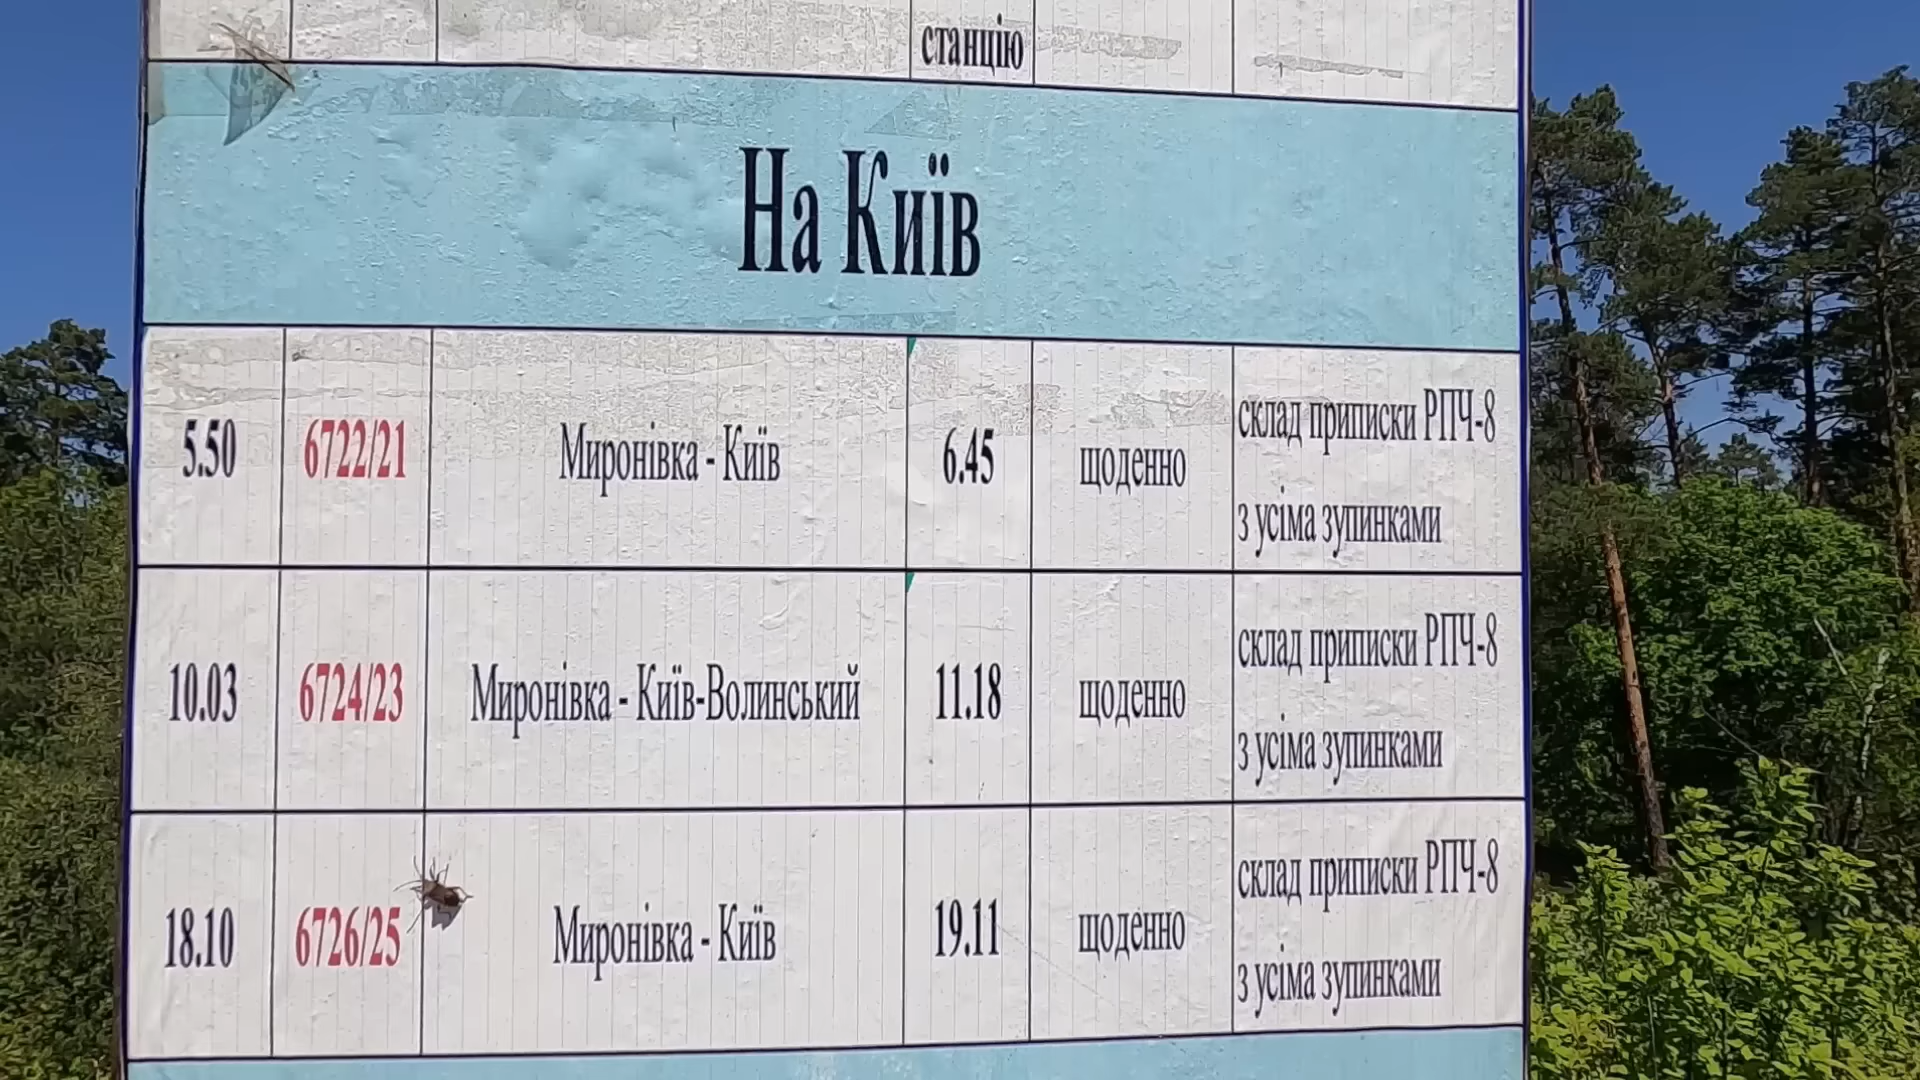 станцію
На Київ
5.50 6722/21 Миронівка - Київ 6.45 щоденно склад приписки РПЧ-8
з усіма зупинками
10.03 6724/23 Миронівка - Київ-Волинський 11.18 щоденно склад приписки РПЧ-8
з усіма зупинками
18.10 6726/25 Миронівка - Київ 19.11 щоденно склад приписки РПЧ-8
з усіма зупинками